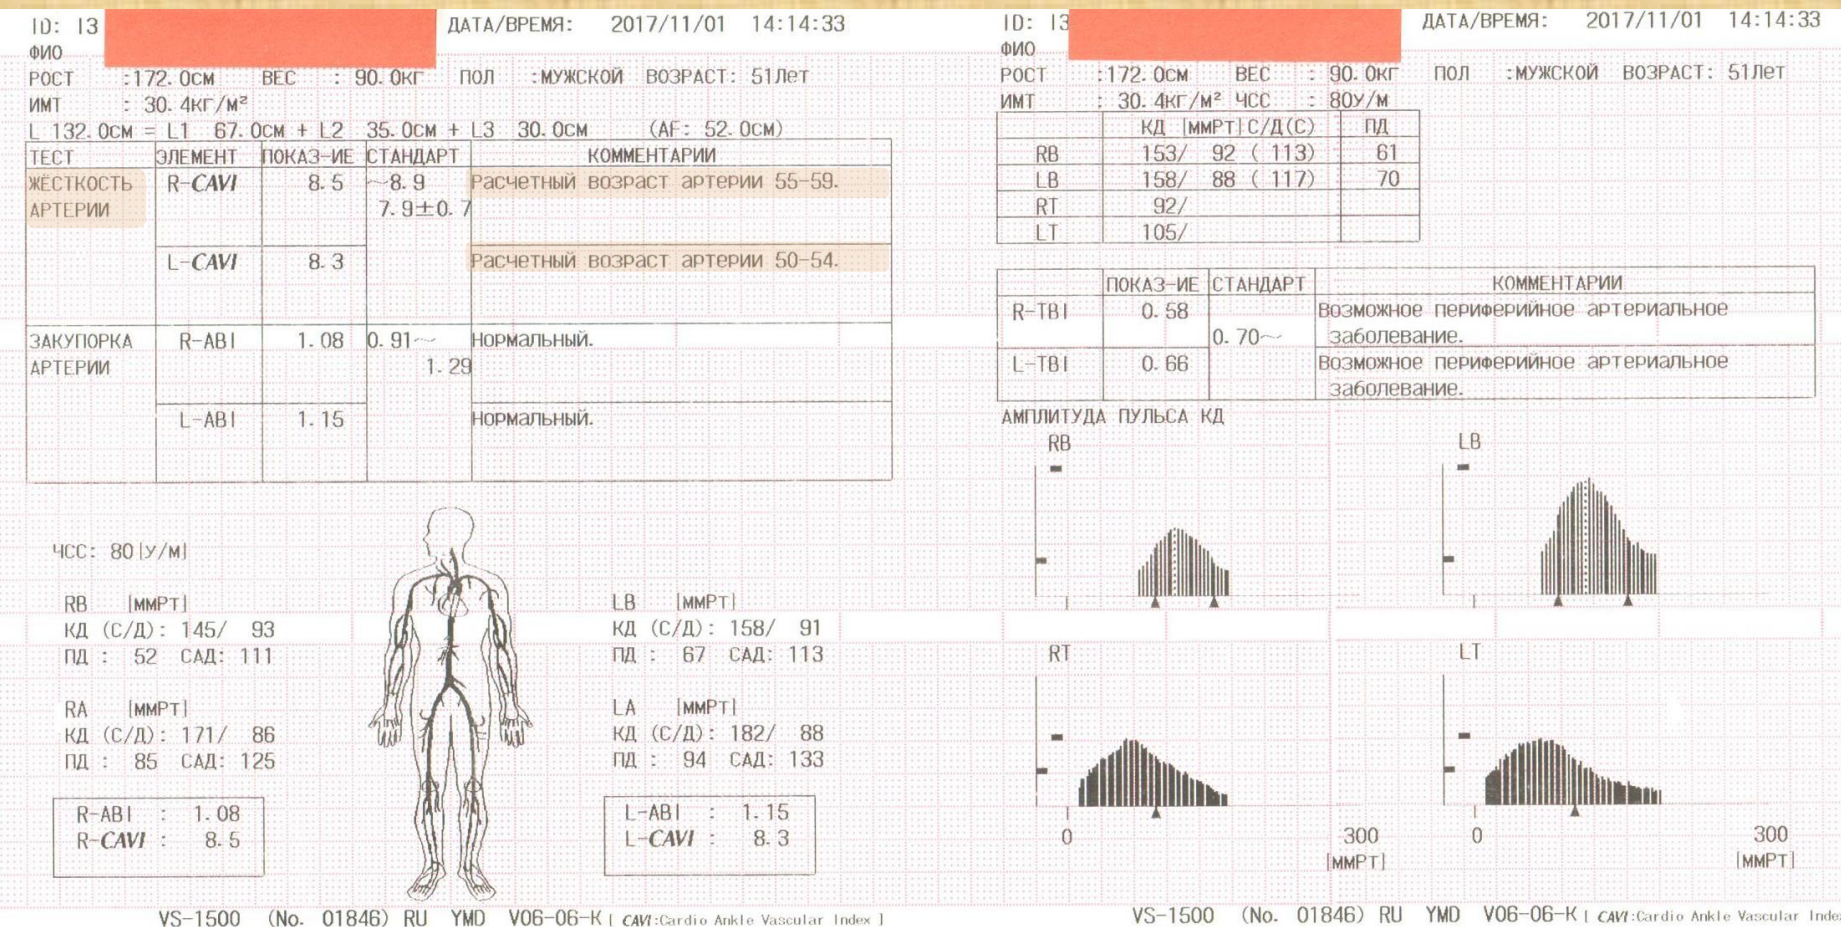 ID: I3
ДАТА/ВРЕМЯ: 2017/11/01 14:14:33
ФИО
РОСТ :172.0см ВЕС : 90.0кг ПОЛ :МУЖСКОЙ ВОЗРАСТ: 51лет
ИМТ : 30.4кг/м²
L 132.0см = L1 67.0см + L2 35.0см + L3 30.0см (AF: 52.0см)
ТЕСТ ЭЛЕМЕНТ ПОКАЗ-ИЕ СТАНДАРТ КОММЕНТАРИИ
ЖЁСТКОСТЬ R-CAVI 8.5 ~8.9 Расчетный возраст артерии 55-59.
АРТЕРИИ 7.9±0.7
L-CAVI 8.3 Расчетный возраст артерии 50-54.
ЗАКУПОРКА R-ABI 1.08 0.91~ Нормальный.
АРТЕРИИ 1.29
L-ABI 1.15 Нормальный.
ЧСС: 80|У/М|
RB |ммРТ|
КД (С/Д): 145/ 93
ПД : 52 САД: 111
RA |ммРТ|
КД (С/Д): 171/ 86
ПД : 85 САД: 125
R-ABI : 1.08
R-CAVI : 8.5
LB |ммРТ|
КД (С/Д): 158/ 91
ПД : 67 САД: 113
LA |ммРТ|
КД (С/Д): 182/ 88
ПД : 94 САД: 133
L-ABI : 1.15
L-CAVI : 8.3
VS-1500 (No. 01846) RU YMD V06-06-K [ CAVI:Cardio Ankle Vascular Index ]
ID: I3
ДАТА/ВРЕМЯ: 2017/11/01 14:14:33
ФИО
РОСТ :172.0см ВЕС : 90.0кг ПОЛ :МУЖСКОЙ ВОЗРАСТ: 51лет
ИМТ : 30.4кг/м² ЧСС : 80У/м
КД |ммРТ|С/Д(С) ПД
RB 153/ 92 ( 113) 61
LB 158/ 88 ( 117) 70
RT 92/
LT 105/
ПОКАЗ-ИЕ СТАНДАРТ КОММЕНТАРИИ
R-TBI 0.58 Возможное периферийное артериальное
0.70~ заболевание.
L-TBI 0.66 Возможное периферийное артериальное
заболевание.
АМПЛИТУДА ПУЛЬСА КД
RB LB
RT LT
0 300 0 300
|ммРТ| |ммРТ|
VS-1500 (No. 01846) RU YMD V06-06-K [ CAVI:Cardio Ankle Vascular Inde